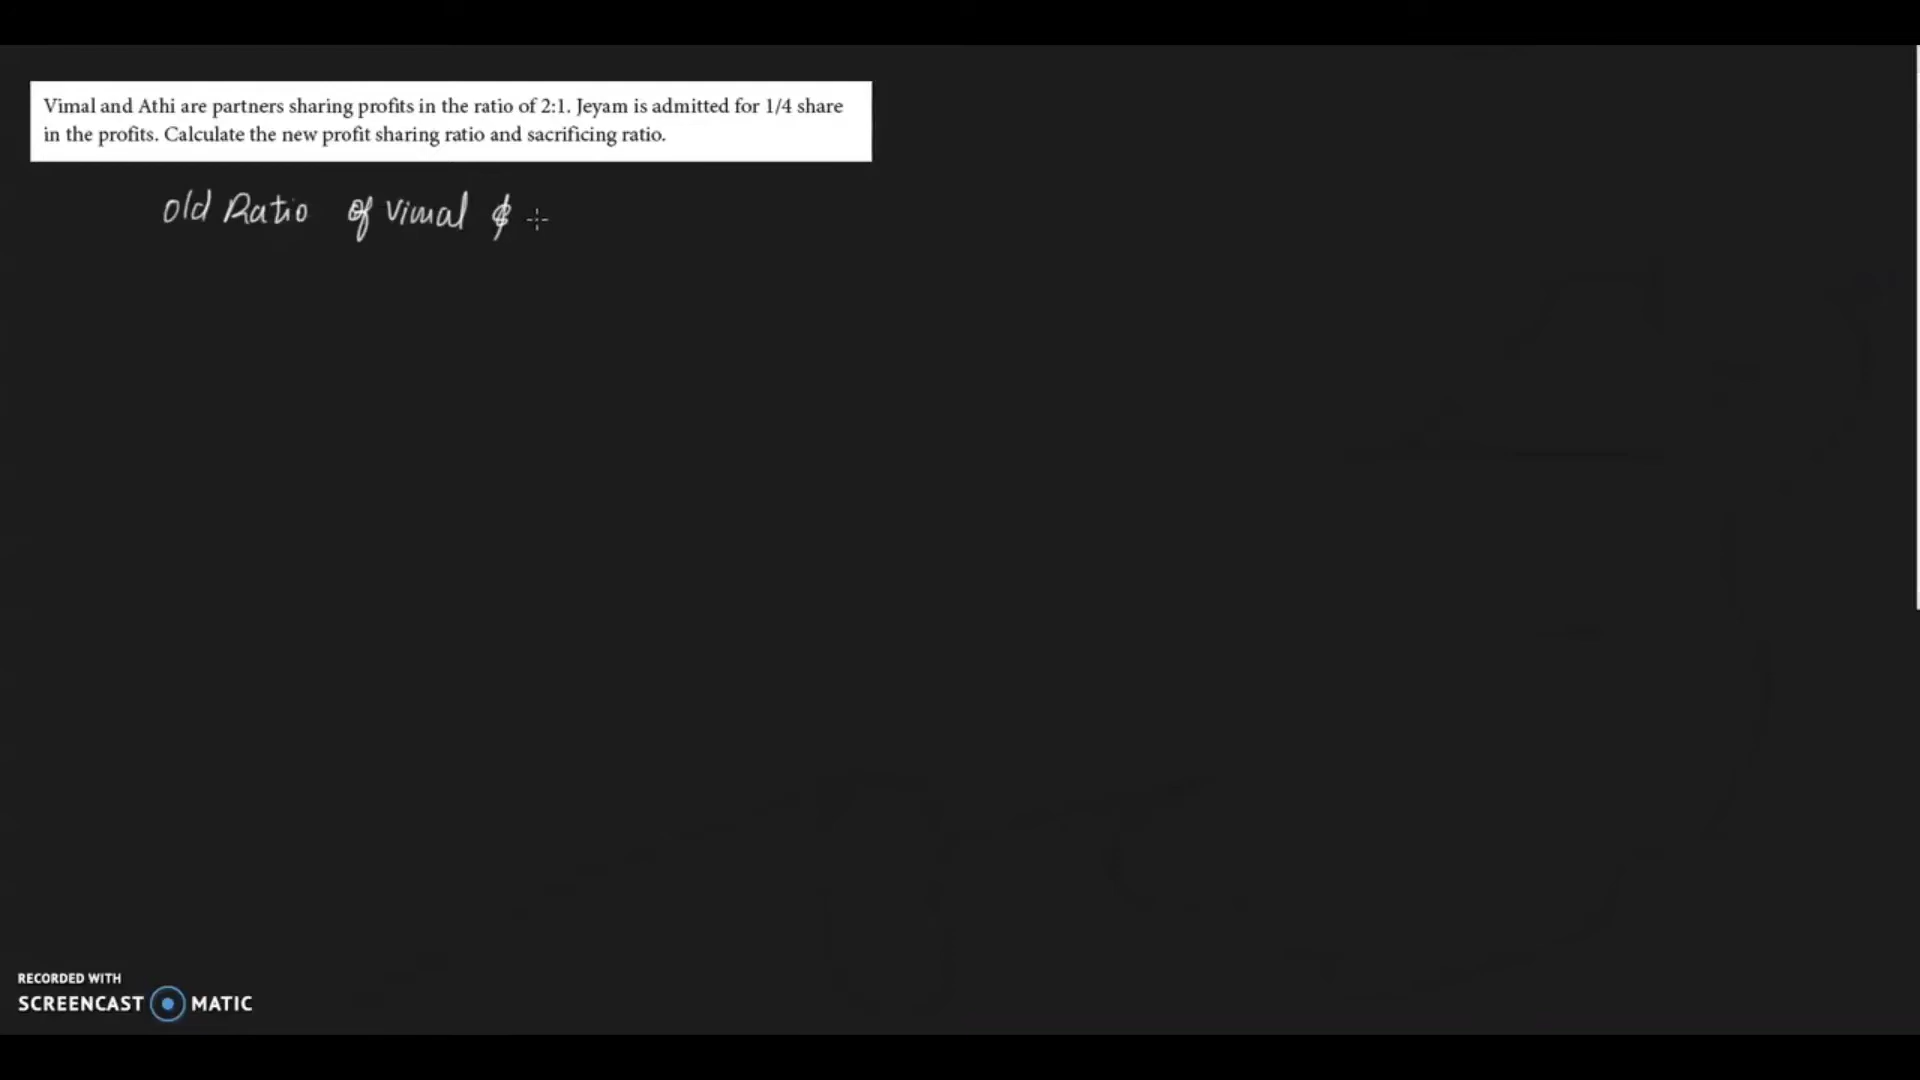 Vimal and Athi are partners sharing profits in the ratio of 2:1. Jeyam is admitted for 1/4 share
in the profits. Calculate the new profit sharing ratio and sacrificing ratio.
Old Ratio of Vimal &
RECORDED WITH
SCREENCAST MATIC